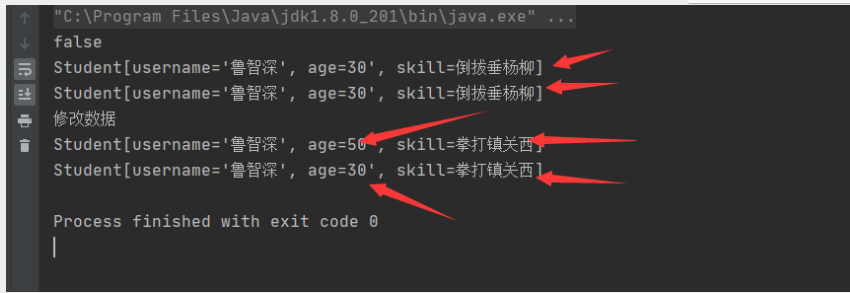 "C:\Program Files\Java\jdk1.8.0_201\bin\java.exe" ...
false
Student[username='鲁智深', age=30', skill=倒拔垂杨柳]
Student[username='鲁智深', age=30', skill=倒拔垂杨柳]
修改数据
Student[username='鲁智深', age=50', skill=拳打镇关西]
Student[username='鲁智深', age=30', skill=拳打镇关西]
Process finished with exit code 0